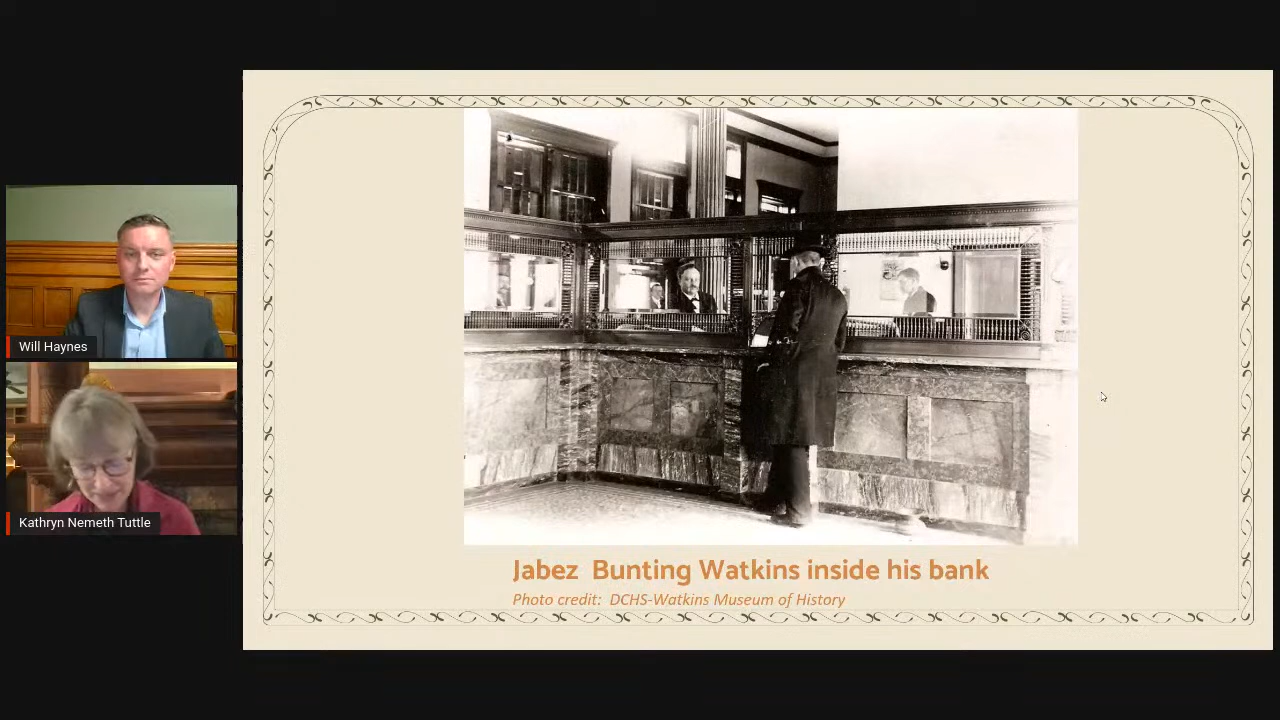 Will Haynes
Kathryn Nemeth Tuttle
Jabez Bunting Watkins inside his bank
Photo credit: DCHS-Watkins Museum of History